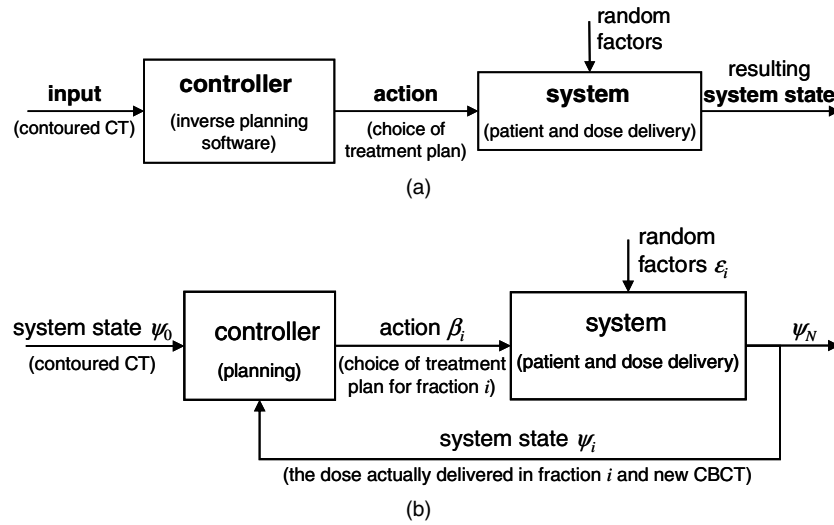 random
factors
input
(contoured CT)
controller
(inverse planning
software)
action
(choice of
treatment plan)
system
(patient and dose delivery)
resulting
system state
(a)
random
factors εi
system state ψ0
(contoured CT)
controller
(planning)
action βi
(choice of treatment
plan for fraction i)
system
(patient and dose delivery)
ψN
system state ψi
(the dose actually delivered in fraction i and new CBCT)
(b)